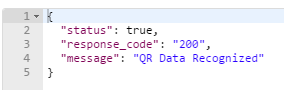 1 {
2 "status": true,
3 "response_code": "200",
4 "message": "QR Data Recognized"
5 }